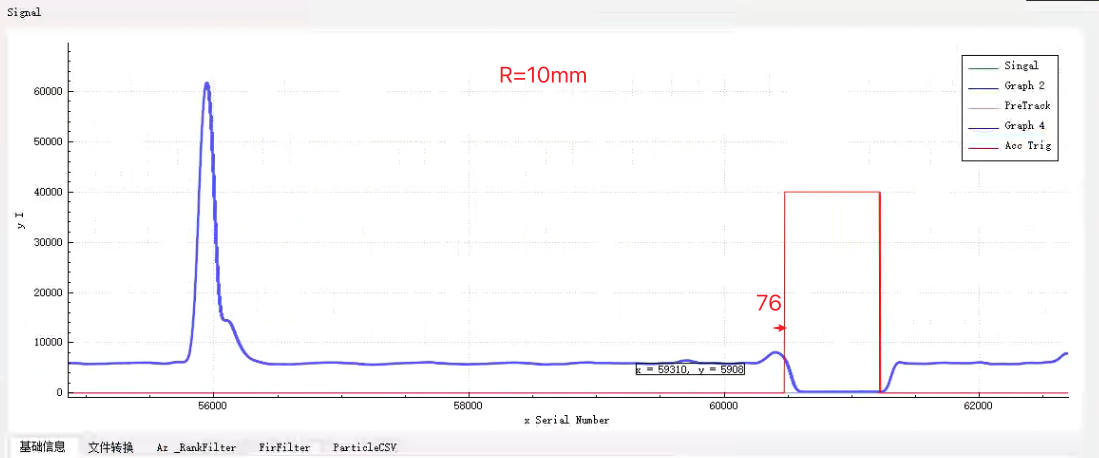 Signal
R=10mm
Singal
Graph 2
PreTrack
Graph 4
Acc Trig
60000
50000
40000
30000
20000
10000
0
y I
76
x = 59310, y = 5908
56000
58000
60000
62000
x Serial Number
基础信息 文件转换 Az _RankFilter FirFilter ParticleCSV